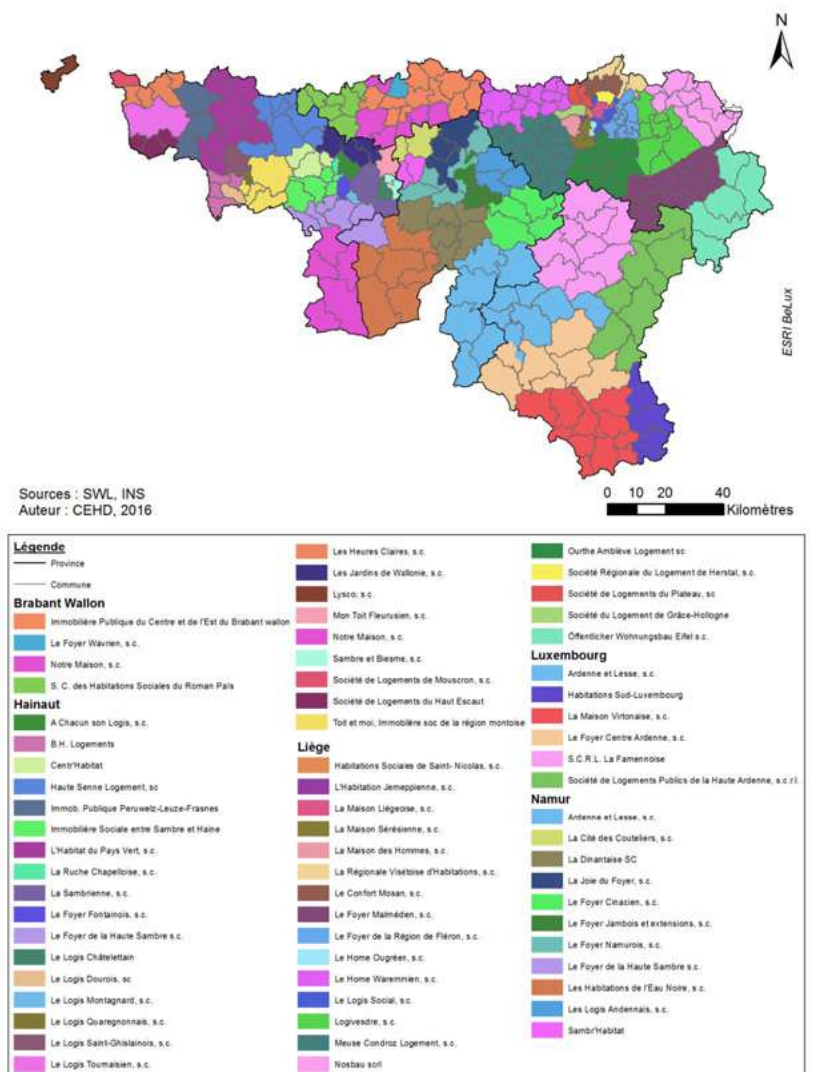 N
ESRI BeLux
Sources : SWL, INS
Auteur : CEHD, 2016
0 10 20 40
Kilomètres
Légende
Province
Commune
Brabant Wallon
Immobilière Publique du Centre et de l'Est du Brabant wallon
Le Foyer Wavrien, s.c.
Notre Maison, s.c.
S. C. des Habitations Sociales du Roman Païs
Hainaut
A Chacun son Logis, s.c.
B.H. Logements
Centr'Habitat
Haute Senne Logement, sc
Immob. Publique Peruwelz-Leuze-Frasnes
Immobilière Sociale entre Sambre et Haine
L'Habitat du Pays Vert, s.c.
La Ruche Chapelloise, s.c.
La Sambrienne, s.c.
Le Foyer Fontainois, s.c.
Le Foyer de la Haute Sambre s.c.
Le Logis Châtelettain
Le Logis Dourois, sc
Le Logis Montagnard, s.c.
Le Logis Quaregnonnais, s.c.
Le Logis Saint-Ghislainois, s.c.
Le Logis Tournaisien, s.c.
Les Heures Claires, s.c.
Les Jardins de Wallonie, s.c.
Lysco, s.c.
Mon Toit Fleurusien, s.c.
Notre Maison, s.c.
Sambre et Biesme, s.c.
Société de Logements de Mouscron, s.c.
Société de Logements du Haut Escaut
Toit et moi, Immoblère soc de la région montoise
Liège
Habitations Sociales de Saint- Nicolas, s.c.
L'Habitation Jemeppienne, s.c.
La Maison Liégeoise, s.c.
La Maison Sérésienne, s.c.
La Maison des Hommes, s.c.
La Régionale Visétoise d'Habitations, s.c.
Le Confort Mosan, s.c.
Le Foyer Malmédien, s.c.
Le Foyer de la Région de Fléron, s.c.
Le Home Ougréen, s.c.
Le Home Waremmien, s.c.
Le Logis Social, s.c.
Logivesdre, s.c.
Meuse Condroz Logement, s.c.
Nosbau scrl
Ourthe Amblève Logement sc
Société Régionale du Logement de Herstal, s.c.
Société de Logements du Plateau, sc
Société du Logement de Grâce-Hollogne
Öffentlicher Wohnungsbau Eifel s.c.
Luxembourg
Ardenne et Lesse, s.c.
Habitations Sud-Luxembourg
La Maison Virtonaise, s.c.
Le Foyer Centre Ardenne, s.c.
S.C.R.L. La Famennoise
Société de Logements Publics de la Haute Ardenne, s.c.r.l.
Namur
Ardenne et Lesse, s.c.
La Cité des Couteliers, s.c.
La Dinantaise SC
La Joie du Foyer, s.c.
Le Foyer Cinacien, s.c.
Le Foyer Jambois et extensions, s.c.
Le Foyer Namurois, s.c.
Le Foyer de la Haute Sambre s.c.
Les Habitations de l'Eau Noire, s.c.
Les Logis Andennais, s.c.
Sambr'Habitat